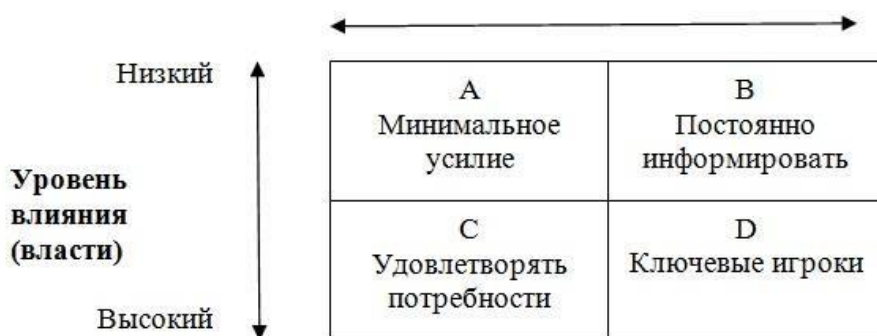 Низкий
Уровень
влияния
(власти)
Высокий
A
Минимальное
усилие
B
Постоянно
информировать
C
Удовлетворять
потребности
D
Ключевые игроки